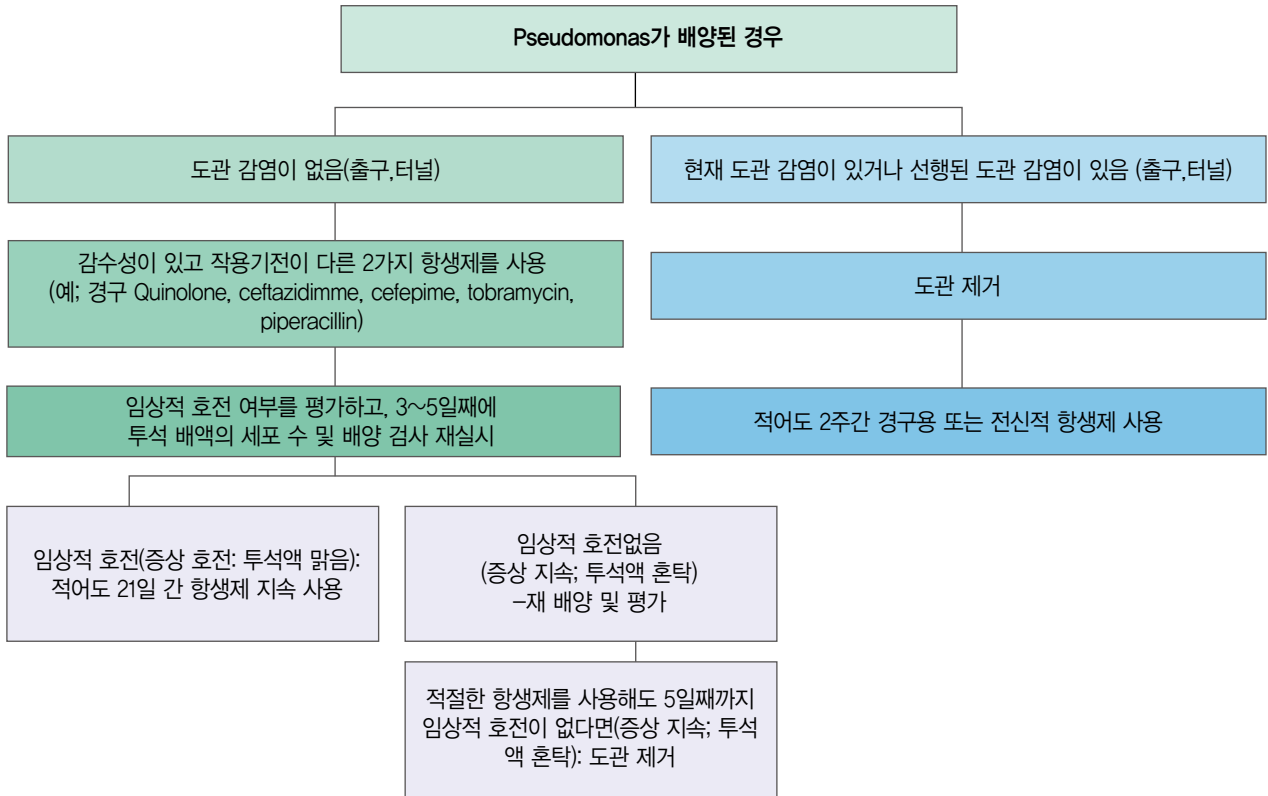 Pseudomonas가 배양된 경우
도관 감염이 없음(출구,터널)
현재 도관 감염이 있거나 선행된 도관 감염이 있음 (출구,터널)
감수성이 있고 작용기전이 다른 2가지 항생제를 사용
(예; 경구 Quinolone, ceftazidimme, cefepime, tobramycin,
piperacillin)
도관 제거
임상적 호전 여부를 평가하고, 3~5일째에
투석 배액의 세포 수 및 배양 검사 재실시
적어도 2주간 경구용 또는 전신적 항생제 사용
임상적 호전(증상 호전: 투석액 맑음):
적어도 21일 간 항생제 지속 사용
임상적 호전없음
(증상 지속; 투석액 혼탁)
–재 배양 및 평가
적절한 항생제를 사용해도 5일째까지
임상적 호전이 없다면(증상 지속; 투석
액 혼탁): 도관 제거